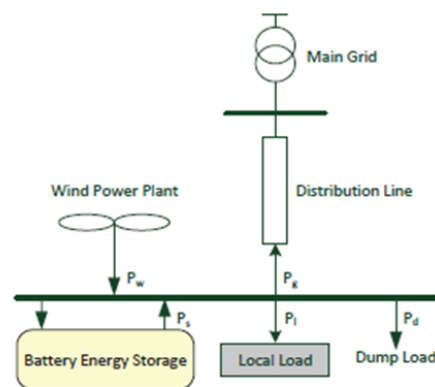 Main Grid
Wind Power Plant
Distribution Line
Pw
Pg
Ps
Pl
Pd
Battery Energy Storage
Local Load
Dump Load